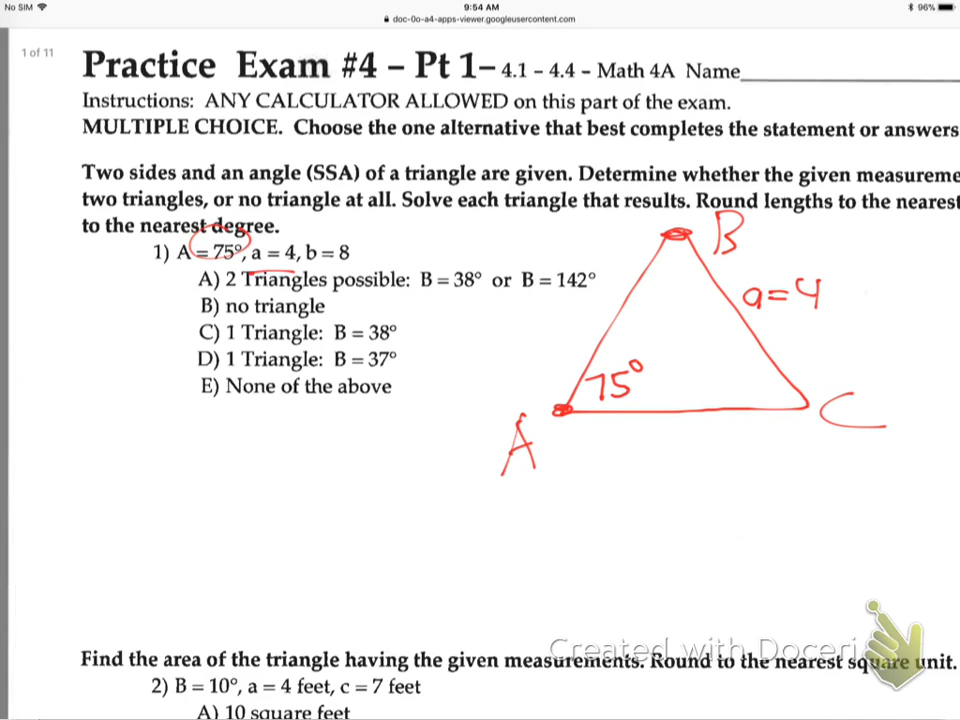 No SIM 9:54 AM 96%
doc-0o-a4-apps-viewer.googleusercontent.com
1 of 11
Practice Exam #4 – Pt 1– 4.1 – 4.4 – Math 4A Name
Instructions: ANY CALCULATOR ALLOWED on this part of the exam.
MULTIPLE CHOICE. Choose the one alternative that best completes the statement or answers
Two sides and an angle (SSA) of a triangle are given. Determine whether the given measureme
two triangles, or no triangle at all. Solve each triangle that results. Round lengths to the nearest
to the nearest degree.
1) A = 75°, a = 4, b = 8
A) 2 Triangles possible: B = 38° or B = 142°
B) no triangle
C) 1 Triangle: B = 38°
D) 1 Triangle: B = 37°
E) None of the above
B
a=4
75°
A
C
Created with Doceri
Find the area of the triangle having the given measurements. Round to the nearest square unit.
2) B = 10°, a = 4 feet, c = 7 feet
A) 10 square feet